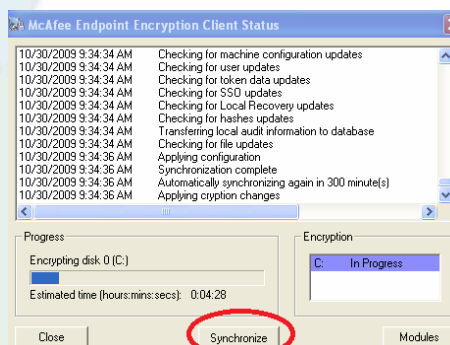 McAfee Endpoint Encryption Client Status
10/30/2009 9:34:34 AM Checking for machine configuration updates
10/30/2009 9:34:34 AM Checking for user updates
10/30/2009 9:34:34 AM Checking for token data updates
10/30/2009 9:34:34 AM Checking for SSO updates
10/30/2009 9:34:34 AM Checking for Local Recovery updates
10/30/2009 9:34:34 AM Checking for hashes updates
10/30/2009 9:34:34 AM Transferring local audit information to database
10/30/2009 9:34:34 AM Checking for file updates
10/30/2009 9:34:36 AM Applying configuration
10/30/2009 9:34:36 AM Synchronization complete
10/30/2009 9:34:36 AM Automatically synchronizing again in 300 minute(s)
10/30/2009 9:34:36 AM Applying cryption changes
Progress Encryption
Encrypting disk 0 (C:) C: In Progress
Estimated time (hours:mins:secs): 0:04:28
Close Synchronize Modules